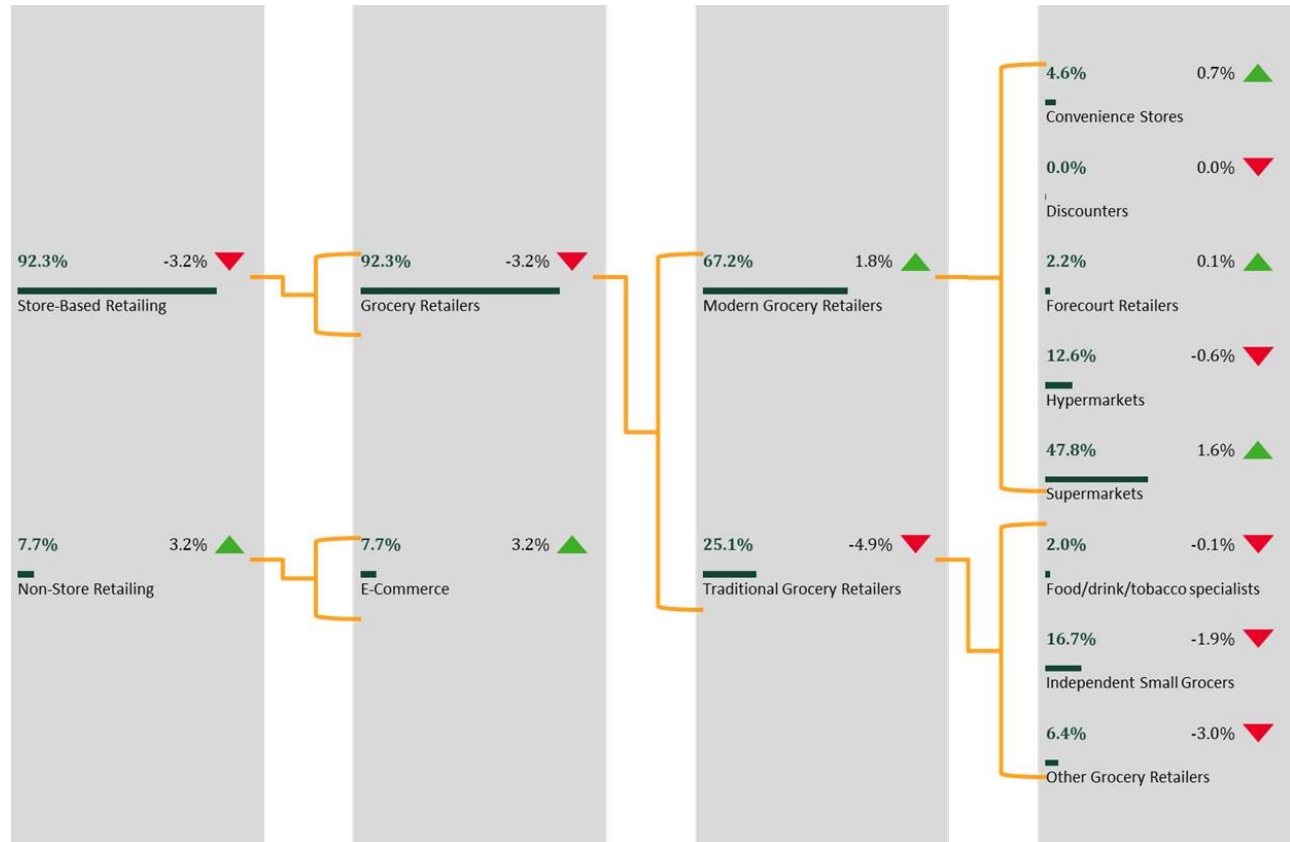 92.3% -3.2%
Store-Based Retailing
7.7% 3.2%
Non-Store Retailing
92.3% -3.2%
Grocery Retailers
7.7% 3.2%
E-Commerce
67.2% 1.8%
Modern Grocery Retailers
25.1% -4.9%
Traditional Grocery Retailers
4.6% 0.7%
Convenience Stores
0.0% 0.0%
Discounters
2.2% 0.1%
Forecourt Retailers
12.6% -0.6%
Hypermarkets
47.8% 1.6%
Supermarkets
2.0% -0.1%
Food/drink/tobacco specialists
16.7% -1.9%
Independent Small Grocers
6.4% -3.0%
Other Grocery Retailers